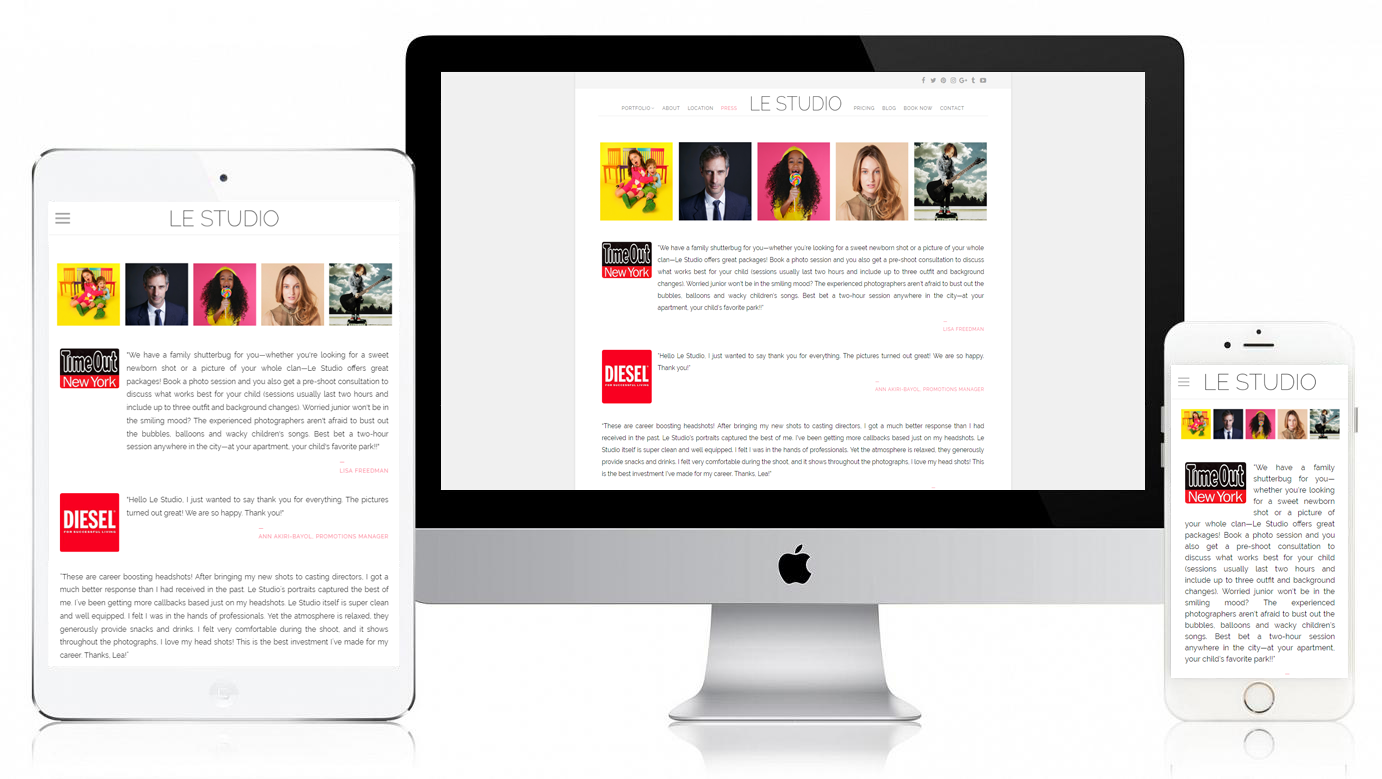 LE STUDIO
TimeOut
New York
"We have a family shutterbug for you—whether you're looking for a sweet
newborn shot or a picture of your whole clan—Le Studio offers great
packages! Book a photo session and you also get a pre-shoot consultation to
discuss what works best for your child (sessions usually last two hours and
include up to three outfit and background changes). Worried junior won't be in
the smiling mood? The experienced photographers aren't afraid to bust out
the bubbles, balloons and wacky children's songs. Best bet a two-hour
session anywhere in the city—at your apartment, your child's favorite park!!"
—
LISA FREEDMAN
DIESEL
FOR SUCCESSFUL LIVING
"Hello Le Studio, I just wanted to say thank you for everything. The pictures
turned out great! We are so happy. Thank you!"
—
ANN AKIRI-BAYOL, PROMOTIONS MANAGER
"These are career boosting headshots! After bringing my new shots to casting directors, I got a
much better response than I had received in the past. Le Studio's portraits captured the best of
me. I've been getting more callbacks based just on my headshots. Le Studio itself is super clean
and well equipped. I felt I was in the hands of professionals. Yet the atmosphere is relaxed, they
generously provide snacks and drinks. I felt very comfortable during the shoot, and it shows
throughout the photographs. I love my head shots! This is the best investment I've made for my
career. Thanks, Lea!"
PORTFOLIO ABOUT LOCATION PRESS LE STUDIO PRICING BLOG BOOK NOW CONTACT
TimeOut
New York
"We have a family shutterbug for you—whether you're looking for a sweet newborn shot or a picture of your whole
clan—Le Studio offers great packages! Book a photo session and you also get a pre-shoot consultation to discuss
what works best for your child (sessions usually last two hours and include up to three outfit and background
changes). Worried junior won't be in the smiling mood? The experienced photographers aren't afraid to bust out the
bubbles, balloons and wacky children's songs. Best bet a two-hour session anywhere in the city—at your
apartment, your child's favorite park!!"
—
LISA FREEDMAN
DIESEL
FOR SUCCESSFUL LIVING
"Hello Le Studio, I just wanted to say thank you for everything. The pictures turned out great! We are so happy.
Thank you!"
—
ANN AKIRI-BAYOL, PROMOTIONS MANAGER
"These are career boosting headshots! After bringing my new shots to casting directors, I got a much better response than I had
received in the past. Le Studio's portraits captured the best of me. I've been getting more callbacks based just on my headshots. Le
Studio itself is super clean and well equipped. I felt I was in the hands of professionals. Yet the atmosphere is relaxed, they generously
provide snacks and drinks. I felt very comfortable during the shoot, and it shows throughout the photographs. I love my head shots! This
is the best investment I've made for my career. Thanks, Lea!"
LE STUDIO
TimeOut
New York
"We have a family
shutterbug for you—
whether you're looking
for a sweet newborn
shot or a picture of
your whole clan—Le Studio offers great
packages! Book a photo session and you
also get a pre-shoot consultation to
discuss what works best for your child
(sessions usually last two hours and
include up to three outfit and background
changes). Worried junior won't be in the
smiling mood? The experienced
photographers aren't afraid to bust out the
bubbles, balloons and wacky children's
songs. Best bet a two-hour session
anywhere in the city—at your apartment,
your child's favorite park!!"